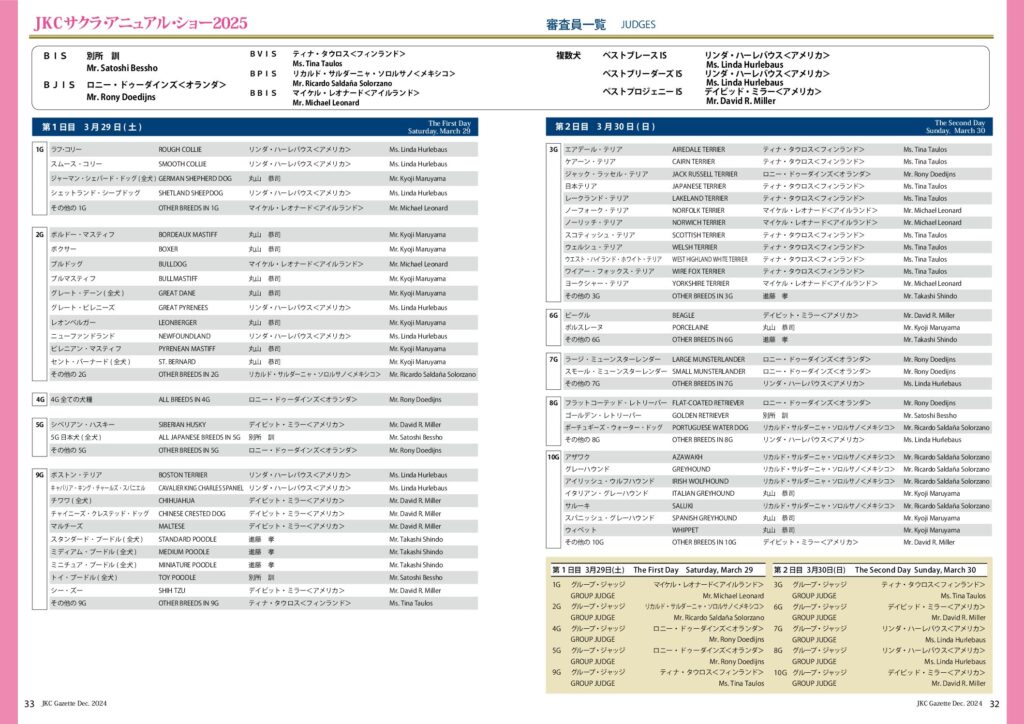 JKCサクラ・アニュアル・ショー2025
審査員一覧 JUDGES
BIS 別所 訓
Mr. Satoshi Bessho
BJIS ロニー・ドゥーダインズ<オランダ>
Mr. Rony Doedijns
BVIS ティナ・タウロス<フィンランド>
Ms. Tina Taulos
BPIS リカルド・サルダーニャ・ソロルサノ<メキシコ>
Mr. Ricardo Saldaña Solorzano
BBIS マイケル・レオナード<アイルランド>
Mr. Michael Leonard
複数犬 ベストブレース IS リンダ・ハーレバウス<アメリカ>
Ms. Linda Hurlebaus
ベストブリーダーズ IS リンダ・ハーレバウス<アメリカ>
Ms. Linda Hurlebaus
ベストプロジェニー IS デイビッド・ミラー<アメリカ>
Mr. David R. Miller
第1日目 3月29日(土) The First Day
Saturday, March 29
1G ラフ・コリー ROUGH COLLIE リンダ・ハーレバウス<アメリカ> Ms. Linda Hurlebaus
スムース・コリー SMOOTH COLLIE リンダ・ハーレバウス<アメリカ> Ms. Linda Hurlebaus
ジャーマン・シェパード・ドッグ(全犬) GERMAN SHEPHERD DOG 丸山 恭司 Mr. Kyoji Maruyama
シェットランド・シープドッグ SHETLAND SHEEPDOG リンダ・ハーレバウス<アメリカ> Ms. Linda Hurlebaus
その他の 1G OTHER BREEDS IN 1G マイケル・レオナード<アイルランド> Mr. Michael Leonard
2G ボルドー・マスティフ BORDEAUX MASTIFF 丸山 恭司 Mr. Kyoji Maruyama
ボクサー BOXER 丸山 恭司 Mr. Kyoji Maruyama
ブルドッグ BULLDOG マイケル・レオナード<アイルランド> Mr. Michael Leonard
ブルマスティフ BULLMASTIFF 丸山 恭司 Mr. Kyoji Maruyama
グレート・デーン(全犬) GREAT DANE 丸山 恭司 Mr. Kyoji Maruyama
グレート・ピレニーズ GREAT PYRENEES リンダ・ハーレバウス<アメリカ> Ms. Linda Hurlebaus
レオンベルガー LEONBERGER 丸山 恭司 Mr. Kyoji Maruyama
ニューファンドランド NEWFOUNDLAND リンダ・ハーレバウス<アメリカ> Ms. Linda Hurlebaus
ピレニアン・マスティフ PYRENEAN MASTIFF 丸山 恭司 Mr. Kyoji Maruyama
セント・バーナード(全犬) ST. BERNARD 丸山 恭司 Mr. Kyoji Maruyama
その他の 2G OTHER BREEDS IN 2G リカルド・サルダーニャ・ソロルサノ<メキシコ> Mr. Ricardo Saldaña Solorzano
4G 4G 全ての犬種 ALL BREEDS IN 4G ロニー・ドゥーダインズ<オランダ> Mr. Rony Doedijns
5G シベリアン・ハスキー SIBERIAN HUSKY デイビット・ミラー<アメリカ> Mr. David R. Miller
5G 日本犬(全犬) ALL JAPANESE BREEDS IN 5G 別所 訓 Mr. Satoshi Bessho
その他の 5G OTHER BREEDS IN 5G ロニー・ドゥーダインズ<オランダ> Mr. Rony Doedijns
9G ボストン・テリア BOSTON TERRIER リンダ・ハーレバウス<アメリカ> Ms. Linda Hurlebaus
キャバリア・キング・チャールズ・スパニエル CAVALIER KING CHARLES SPANIEL リンダ・ハーレバウス<アメリカ> Ms. Linda Hurlebaus
チワワ(全犬) CHIHUAHUA デイビット・ミラー<アメリカ> Mr. David R. Miller
チャイニーズ・クレステッド・ドッグ CHINESE CRESTED DOG デイビット・ミラー<アメリカ> Mr. David R. Miller
マルチーズ MALTESE デイビット・ミラー<アメリカ> Mr. David R. Miller
スタンダード・プードル(全犬) STANDARD POODLE 進藤 孝 Mr. Takashi Shindo
ミディアム・プードル(全犬) MEDIUM POODLE 進藤 孝 Mr. Takashi Shindo
ミニチュア・プードル(全犬) MINIATURE POODLE 進藤 孝 Mr. Takashi Shindo
トイ・プードル(全犬) TOY POODLE 別所 訓 Mr. Satoshi Bessho
シー・ズー SHIH TZU デイビット・ミラー<アメリカ> Mr. David R. Miller
その他の 9G OTHER BREEDS IN 9G ティナ・タウロス<フィンランド> Ms. Tina Taulos
第2日目 3月30日(日) The Second Day
Sunday, March 30
3G エアデール・テリア AIREDALE TERRIER ティナ・タウロス<フィンランド> Ms. Tina Taulos
ケアーン・テリア CAIRN TERRIER ティナ・タウロス<フィンランド> Ms. Tina Taulos
ジャック・ラッセル・テリア JACK RUSSELL TERRIER ロニー・ドゥーダインズ<オランダ> Mr. Rony Doedijns
日本テリア JAPANESE TERRIER ティナ・タウロス<フィンランド> Ms. Tina Taulos
レークランド・テリア LAKELAND TERRIER ティナ・タウロス<フィンランド> Ms. Tina Taulos
ノーフォーク・テリア NORFOLK TERRIER マイケル・レオナード<アイルランド> Mr. Michael Leonard
ノーリッチ・テリア NORWICH TERRIER マイケル・レオナード<アイルランド> Mr. Michael Leonard
スコティッシュ・テリア SCOTTISH TERRIER ティナ・タウロス<フィンランド> Ms. Tina Taulos
ウェルシュ・テリア WELSH TERRIER ティナ・タウロス<フィンランド> Ms. Tina Taulos
ウエスト・ハイランド・ホワイト・テリア WEST HIGHLAND WHITE TERRIER ティナ・タウロス<フィンランド> Ms. Tina Taulos
ワイアー・フォックス・テリア WIRE FOX TERRIER ティナ・タウロス<フィンランド> Ms. Tina Taulos
ヨークシャー・テリア YORKSHIRE TERRIER マイケル・レオナード<アイルランド> Mr. Michael Leonard
その他の 3G OTHER BREEDS IN 3G 進藤 孝 Mr. Takashi Shindo
6G ビーグル BEAGLE デイビット・ミラー<アメリカ> Mr. David R. Miller
ポルスレーヌ PORCELAINE 丸山 恭司 Mr. Kyoji Maruyama
その他の 6G OTHER BREEDS IN 6G 進藤 孝 Mr. Takashi Shindo
7G ラージ・ミューンスターレンダー LARGE MUNSTERLANDER ロニー・ドゥーダインズ<オランダ> Mr. Rony Doedijns
スモール・ミューンスターレンダー SMALL MUNSTERLANDER ロニー・ドゥーダインズ<オランダ> Mr. Rony Doedijns
その他の 7G OTHER BREEDS IN 7G リンダ・ハーレバウス<アメリカ> Ms. Linda Hurlebaus
8G フラットコーテッド・レトリーバー FLAT-COATED RETRIEVER ロニー・ドゥーダインズ<オランダ> Mr. Rony Doedijns
ゴールデン・レトリーバー GOLDEN RETRIEVER 別所 訓 Mr. Satoshi Bessho
ポーチュギーズ・ウォーター・ドッグ PORTUGUESE WATER DOG リカルド・サルダーニャ・ソロルサノ<メキシコ> Mr. Ricardo Saldaña Solorzano
その他の 8G OTHER BREEDS IN 8G リンダ・ハーレバウス<アメリカ> Ms. Linda Hurlebaus
10G アザワク AZAWAKH リカルド・サルダーニャ・ソロルサノ<メキシコ> Mr. Ricardo Saldaña Solorzano
グレーハウンド GREYHOUND リカルド・サルダーニャ・ソロルサノ<メキシコ> Mr. Ricardo Saldaña Solorzano
アイリッシュ・ウルフハウンド IRISH WOLFHOUND リカルド・サルダーニャ・ソロルサノ<メキシコ> Mr. Ricardo Saldaña Solorzano
イタリアン・グレーハウンド ITALIAN GREYHOUND 丸山 恭司 Mr. Kyoji Maruyama
サルーキ SALUKI リカルド・サルダーニャ・ソロルサノ<メキシコ> Mr. Ricardo Saldaña Solorzano
スパニッシュ・グレーハウンド SPANISH GREYHOUND 丸山 恭司 Mr. Kyoji Maruyama
ウィペット WHIPPET 丸山 恭司 Mr. Kyoji Maruyama
その他の 10G OTHER BREEDS IN 10G デイビット・ミラー<アメリカ> Mr. David R. Miller
第1日目 3月29日(土) The First Day Saturday, March 29
1G グループ・ジャッジ マイケル・レオナード<アイルランド>
GROUP JUDGE Mr. Michael Leonard
2G グループ・ジャッジ リカルド・サルダーニャ・ソロルサノ<メキシコ>
GROUP JUDGE Mr. Ricardo Saldaña Solorzano
4G グループ・ジャッジ ロニー・ドゥーダインズ<オランダ>
GROUP JUDGE Mr. Rony Doedijns
5G グループ・ジャッジ ロニー・ドゥーダインズ<オランダ>
GROUP JUDGE Mr. Rony Doedijns
9G グループ・ジャッジ ティナ・タウロス<フィンランド>
GROUP JUDGE Ms. Tina Taulos
第2日目 3月30日(日) The Second Day Sunday, March 30
3G グループ・ジャッジ ティナ・タウロス<フィンランド>
GROUP JUDGE Ms. Tina Taulos
6G グループ・ジャッジ デイビッド・ミラー<アメリカ>
GROUP JUDGE Mr. David R. Miller
7G グループ・ジャッジ リンダ・ハーレバウス<アメリカ>
GROUP JUDGE Ms. Linda Hurlebaus
8G グループ・ジャッジ リンダ・ハーレバウス<アメリカ>
GROUP JUDGE Ms. Linda Hurlebaus
10G グループ・ジャッジ デイビッド・ミラー<アメリカ>
GROUP JUDGE Mr. David R. Miller
33 JKC Gazette Dec. 2024
JKC Gazette Dec. 2024 32